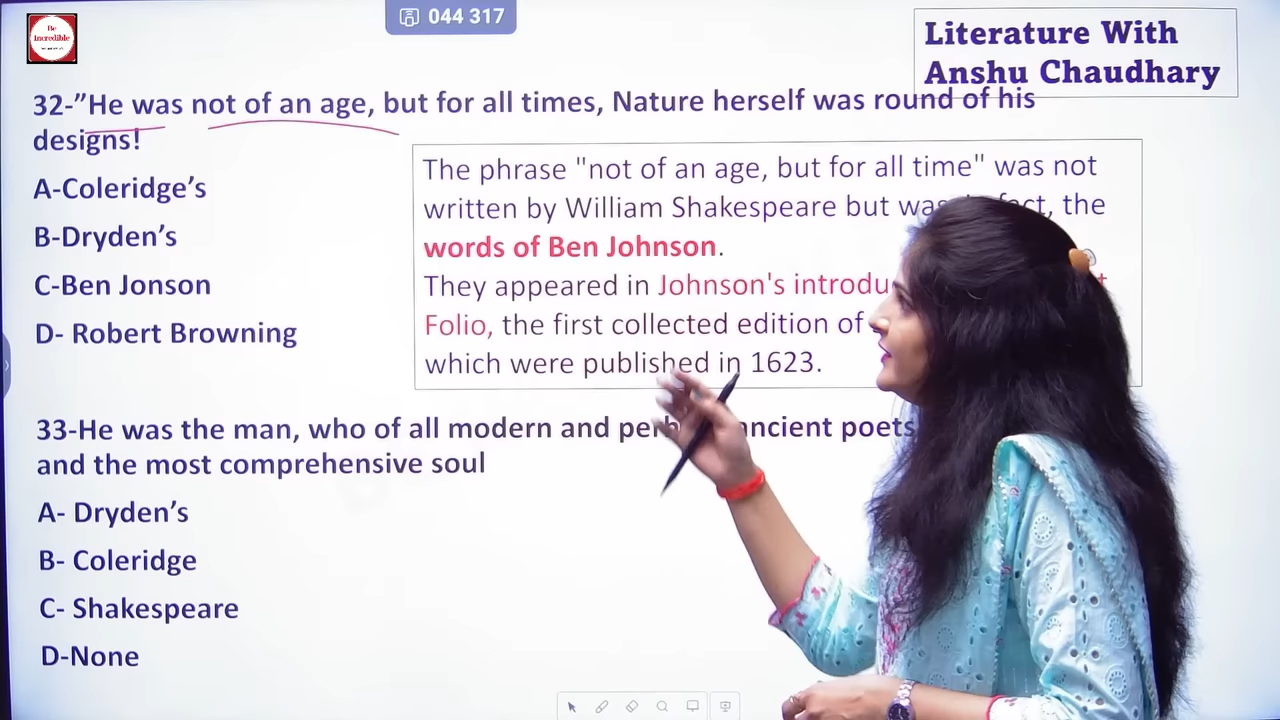 Be
Incredible
044 317
Literature With
Anshu Chaudhary
32-”He was not of an age, but for all times, Nature herself was round of his
designs!
A-Coleridge’s
B-Dryden’s
C-Ben Jonson
D- Robert Browning
The phrase "not of an age, but for all time" was not
written by William Shakespeare but was the
words of Ben Johnson.
They appeared in Johnson's
Folio, the first collected edition of
which were published in 1623.
33-He was the man, who of all modern and ancient poets
and the most comprehensive soul
A- Dryden’s
B- Coleridge
C- Shakespeare
D-None